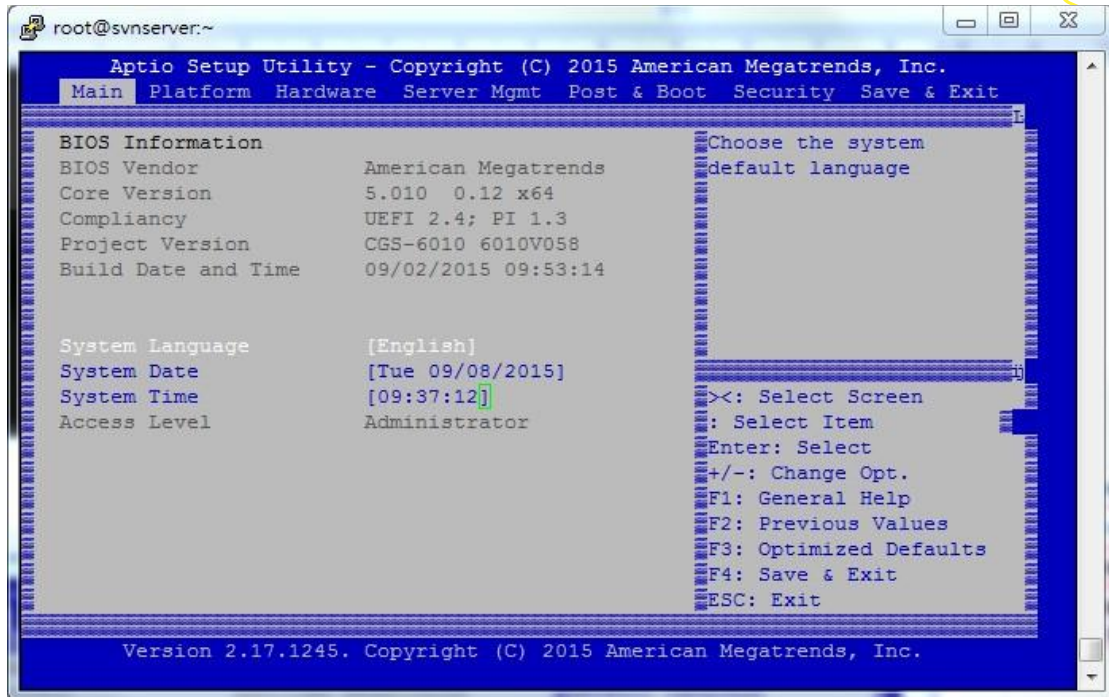 root@svnserver:~
Aptio Setup Utility - Copyright (C) 2015 American Megatrends, Inc.
Main Platform Hardware Server Mgmt Post & Boot Security Save & Exit
BIOS Information
BIOS Vendor American Megatrends
Core Version 5.010 0.12 x64
Compliancy UEFI 2.4; PI 1.3
Project Version CGS-6010 6010V058
Build Date and Time 09/02/2015 09:53:14
System Language [English]
System Date [Tue 09/08/2015]
System Time [09:37:12]
Access Level Administrator
Choose the system
default language
><: Select Screen
: Select Item
Enter: Select
+/-: Change Opt.
F1: General Help
F2: Previous Values
F3: Optimized Defaults
F4: Save & Exit
ESC: Exit
Version 2.17.1245. Copyright (C) 2015 American Megatrends, Inc.